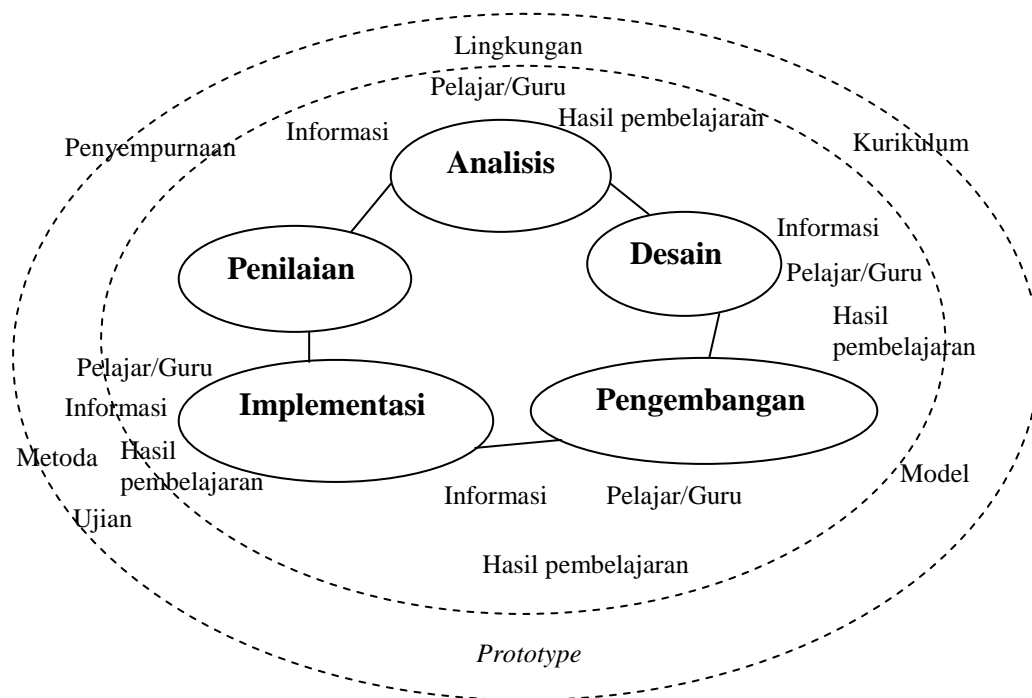 Lingkungan
Pelajar/Guru
Hasil pembelajaran
Informasi
Kurikulum
Penyempurnaan
Analisis
Informasi
Desain
Penilaian
Pelajar/Guru
Hasil
pembelajaran
Pelajar/Guru
Implementasi
Pengembangan
Informasi
Metoda
Hasil
pembelajaran
Model
Informasi
Pelajar/Guru
Ujian
Hasil pembelajaran
Prototype